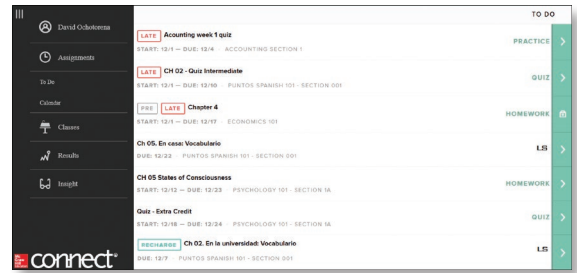 TO DO
David Ochotorena
Assignments
To Do
Calendar
Classes
Results
Insight
connect®
LATE Acounting week 1 quiz
START: 12/1 — DUE: 12/4 · ACCOUNTING SECTION 1
PRACTICE
LATE CH 02 - Quiz Intermediate
START: 12/1 — DUE: 12/10 · PUNTOS SPANISH 101 - SECTION 001
QUIZ
PRE LATE Chapter 4
START: 12/1 — DUE: 12/17 · ECONOMICS 101
HOMEWORK
Ch 05. En casa: Vocabulario
DUE: 12/22 · PUNTOS SPANISH 101 - SECTION 001
LS
CH 05 States of Consciousness
START: 12/12 — DUE: 12/23 · PSYCHOLOGY 101 - SECTION 1A
HOMEWORK
Quiz - Extra Credit
START: 12/18 — DUE: 12/24 · PSYCHOLOGY 101 - SECTION 1A
QUIZ
RECHARGE Ch 02. En la universidad: Vocabulario
DUE: 12/7 · PUNTOS SPANISH 101 - SECTION 001
LS